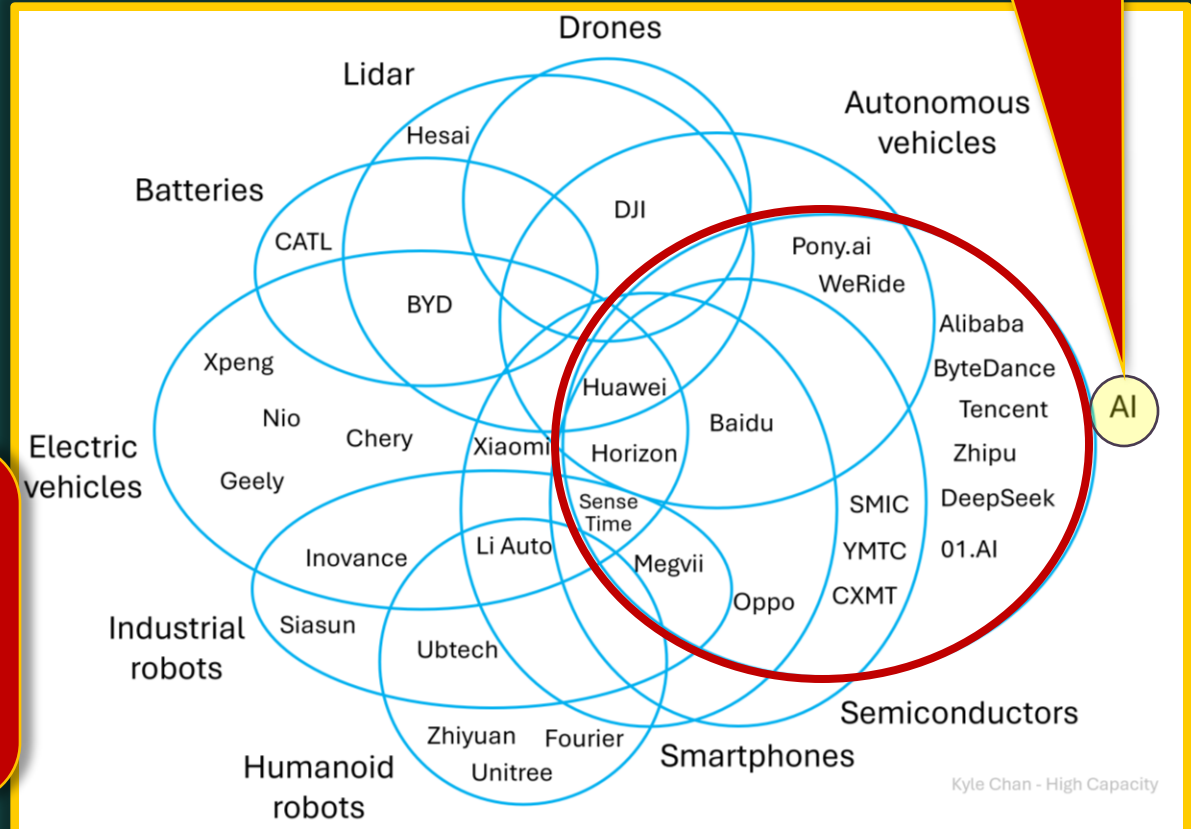 Drones
Lidar
Autonomous
vehicles
Hesai
Batteries
DJI
CATL
Pony.ai
WeRide
BYD
Alibaba
Xpeng
ByteDance
Huawei
AI
Nio
Tencent
Baidu
Chery
Xiaomi
Horizon
Zhipu
Electric
vehicles
Geely
Sense
Time
SMIC
DeepSeek
Li Auto
Inovance
YMTC
01.AI
Megvii
Oppo
CXMT
Industrial
robots
Siasun
Ubtech
Semiconductors
Zhiyuan
Fourier
Smartphones
Unitree
Humanoid
robots
Kyle Chan - High Capacity